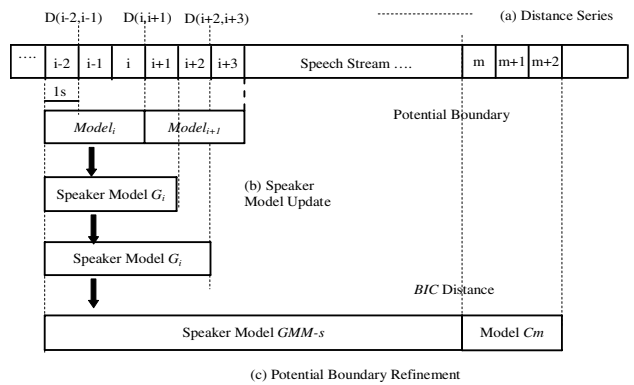 D(i-2,i-1) D(i,i+1) D(i+2,i+3) (a) Distance Series
.... i-2 i-1 i i+1 i+2 i+3 Speech Stream .... m m+1 m+2
1s
Model_i Model_{i+1} Potential Boundary
Speaker Model G_i
(b) Speaker
Model Update
Speaker Model G_i
BIC Distance
Speaker Model GMM-s Model Cm
(c) Potential Boundary Refinement